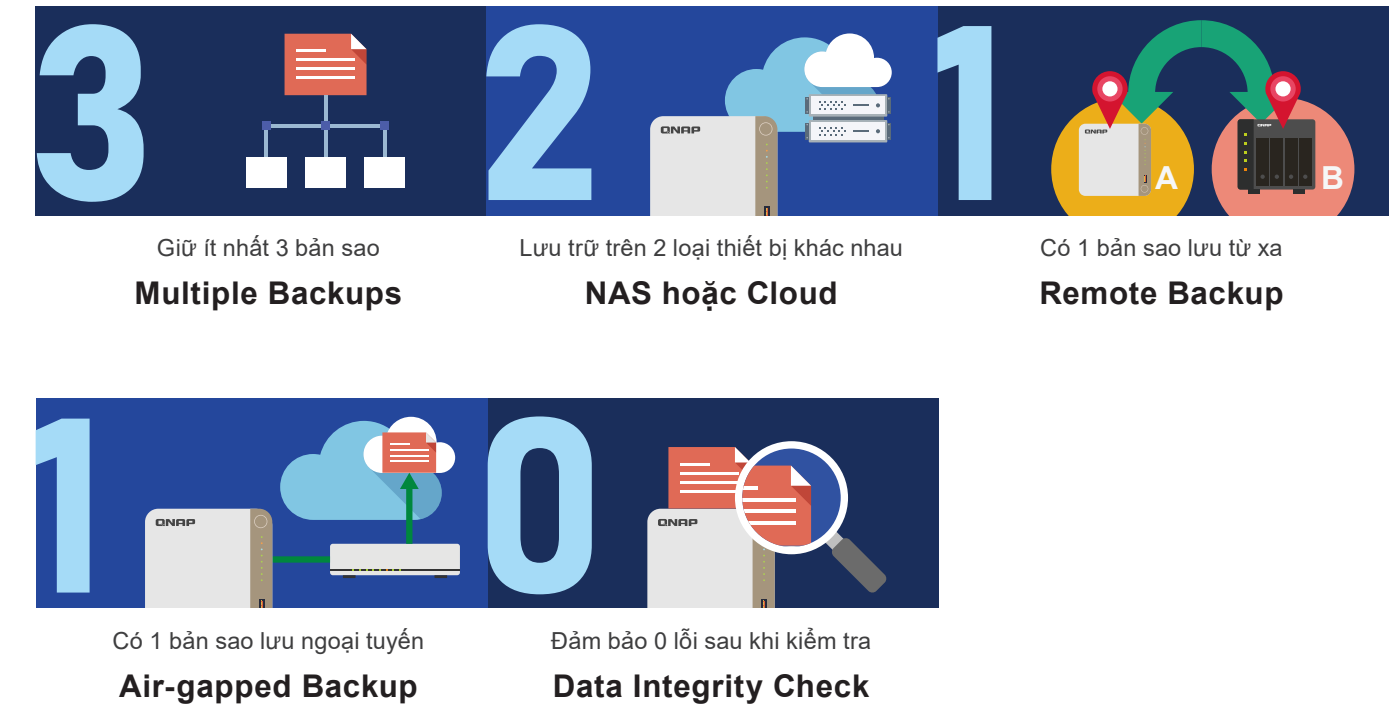 3
2
QNAP
1
QNAP
QNAP
A
B
Giữ ít nhất 3 bản sao
Multiple Backups
Lưu trữ trên 2 loại thiết bị khác nhau
NAS hoặc Cloud
Có 1 bản sao lưu từ xa
Remote Backup
1
QNAP
0
QNAP
Có 1 bản sao lưu ngoại tuyến
Air-gapped Backup
Đảm bảo 0 lỗi sau khi kiểm tra
Data Integrity Check